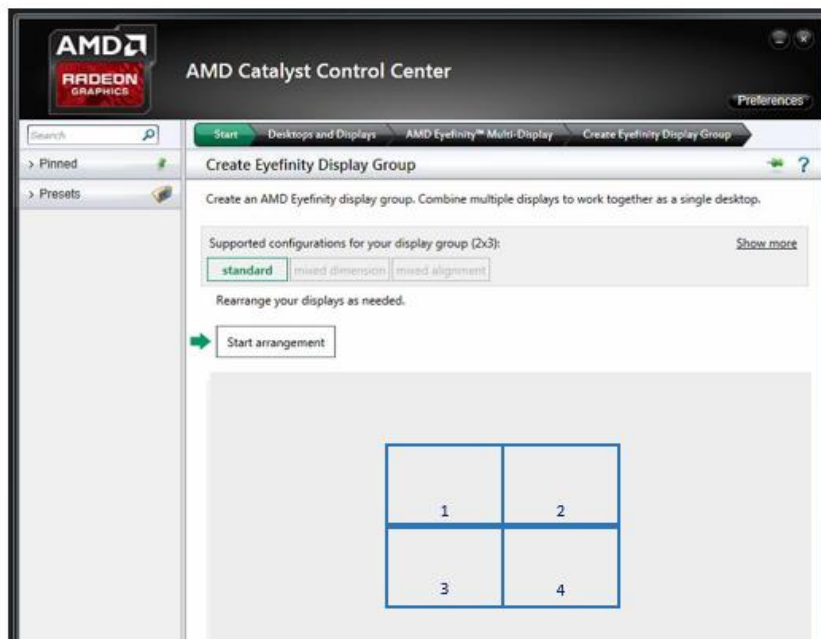 AMD
RADEON
GRAPHICS
AMD Catalyst Control Center
Preferences
Search
Start Desktops and Displays AMD Eyefinity™ Multi-Display Create Eyefinity Display Group
> Pinned
Create Eyefinity Display Group
?
> Presets
Create an AMD Eyefinity display group. Combine multiple displays to work together as a single desktop.
Supported configurations for your display group (2x3):
Show more
standard mixed dimension mixed alignment
Rearrange your displays as needed.
Start arrangement
1 2
3 4